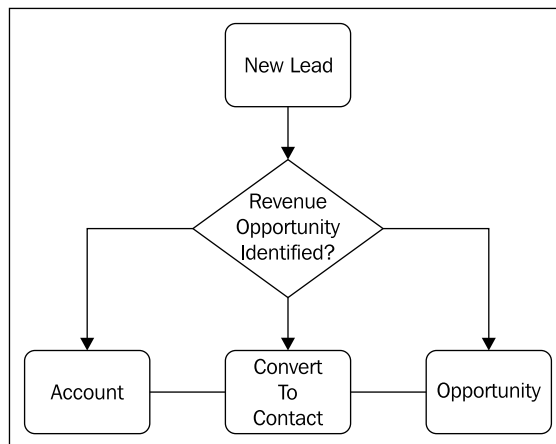 New Lead
Revenue
Opportunity
Identified?
Account
Convert
To
Contact
Opportunity